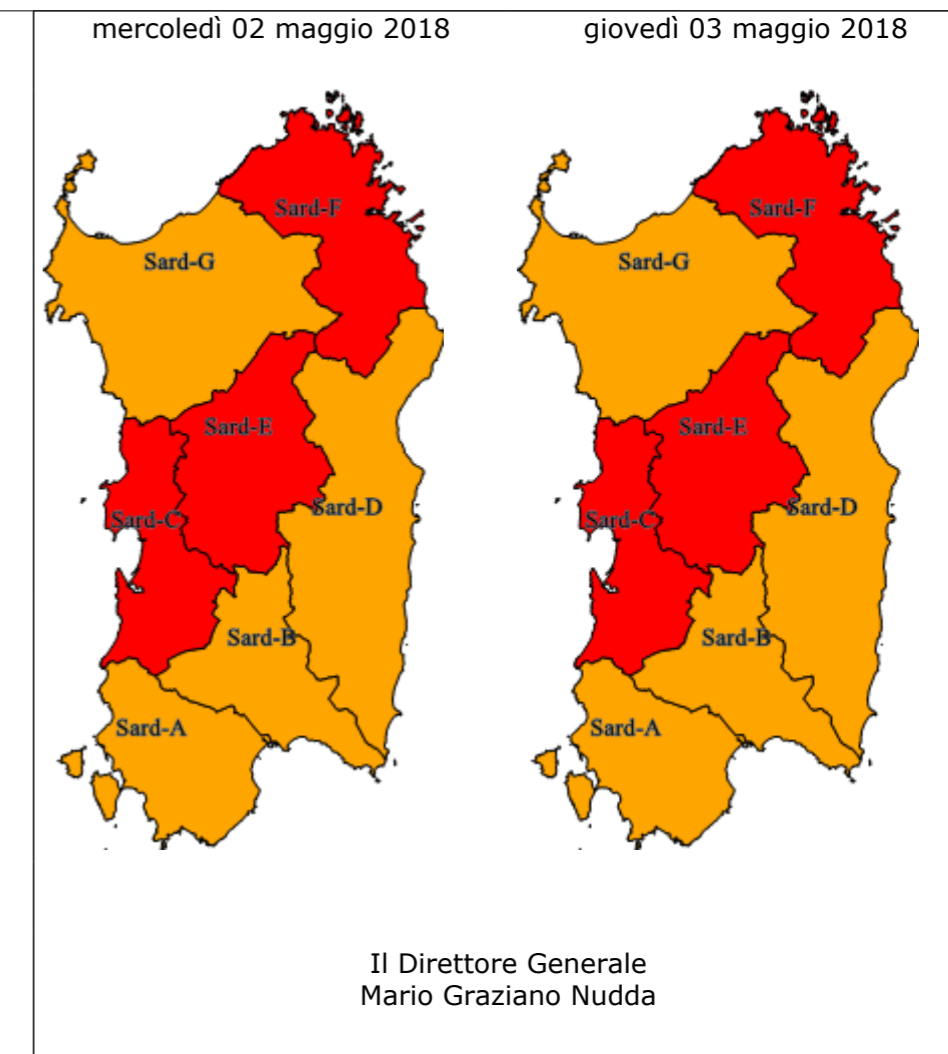 mercoledì 02 maggio 2018
giovedì 03 maggio 2018
Sard-F
Sard-G
Sard-E
Sard-D
Sard-C
Sard-B
Sard-A
Sard-F
Sard-G
Sard-E
Sard-D
Sard-C
Sard-B
Sard-A
Il Direttore Generale
Mario Graziano Nudda